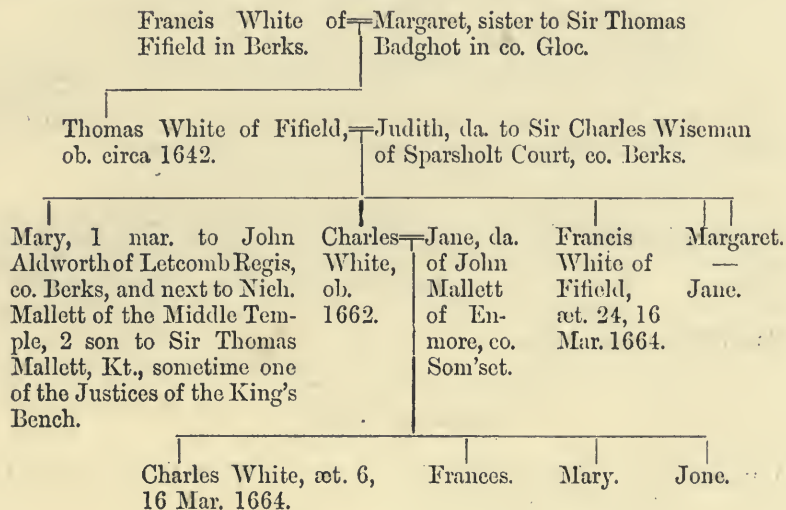 Francis White of
Fifield in Berks.
Margaret, sister to Sir Thomas
Badghot in co. Gloc.
Thomas White of Fifield,
ob. circa 1642.
Judith, da. to Sir Charles Wiseman
of Sparsholt Court, co. Berks.
Mary, 1 mar. to John
Aldworth of Letcomb Regis,
co. Berks, and next to Nich.
Mallett of the Middle Tem-
ple, 2 son to Sir Thomas
Mallett, Kt., sometime one
of the Justices of the King's
Bench.
Charles
White,
ob.
1662.
Jane, da.
of John
Mallett
of En-
more, co.
Som'set.
Francis
White of
Fifield,
æt. 24, 16
Mar. 1664.
Margaret.
—
Jane.
Charles White, æt. 6,
16 Mar. 1664.
Frances.
Mary.
Jone.